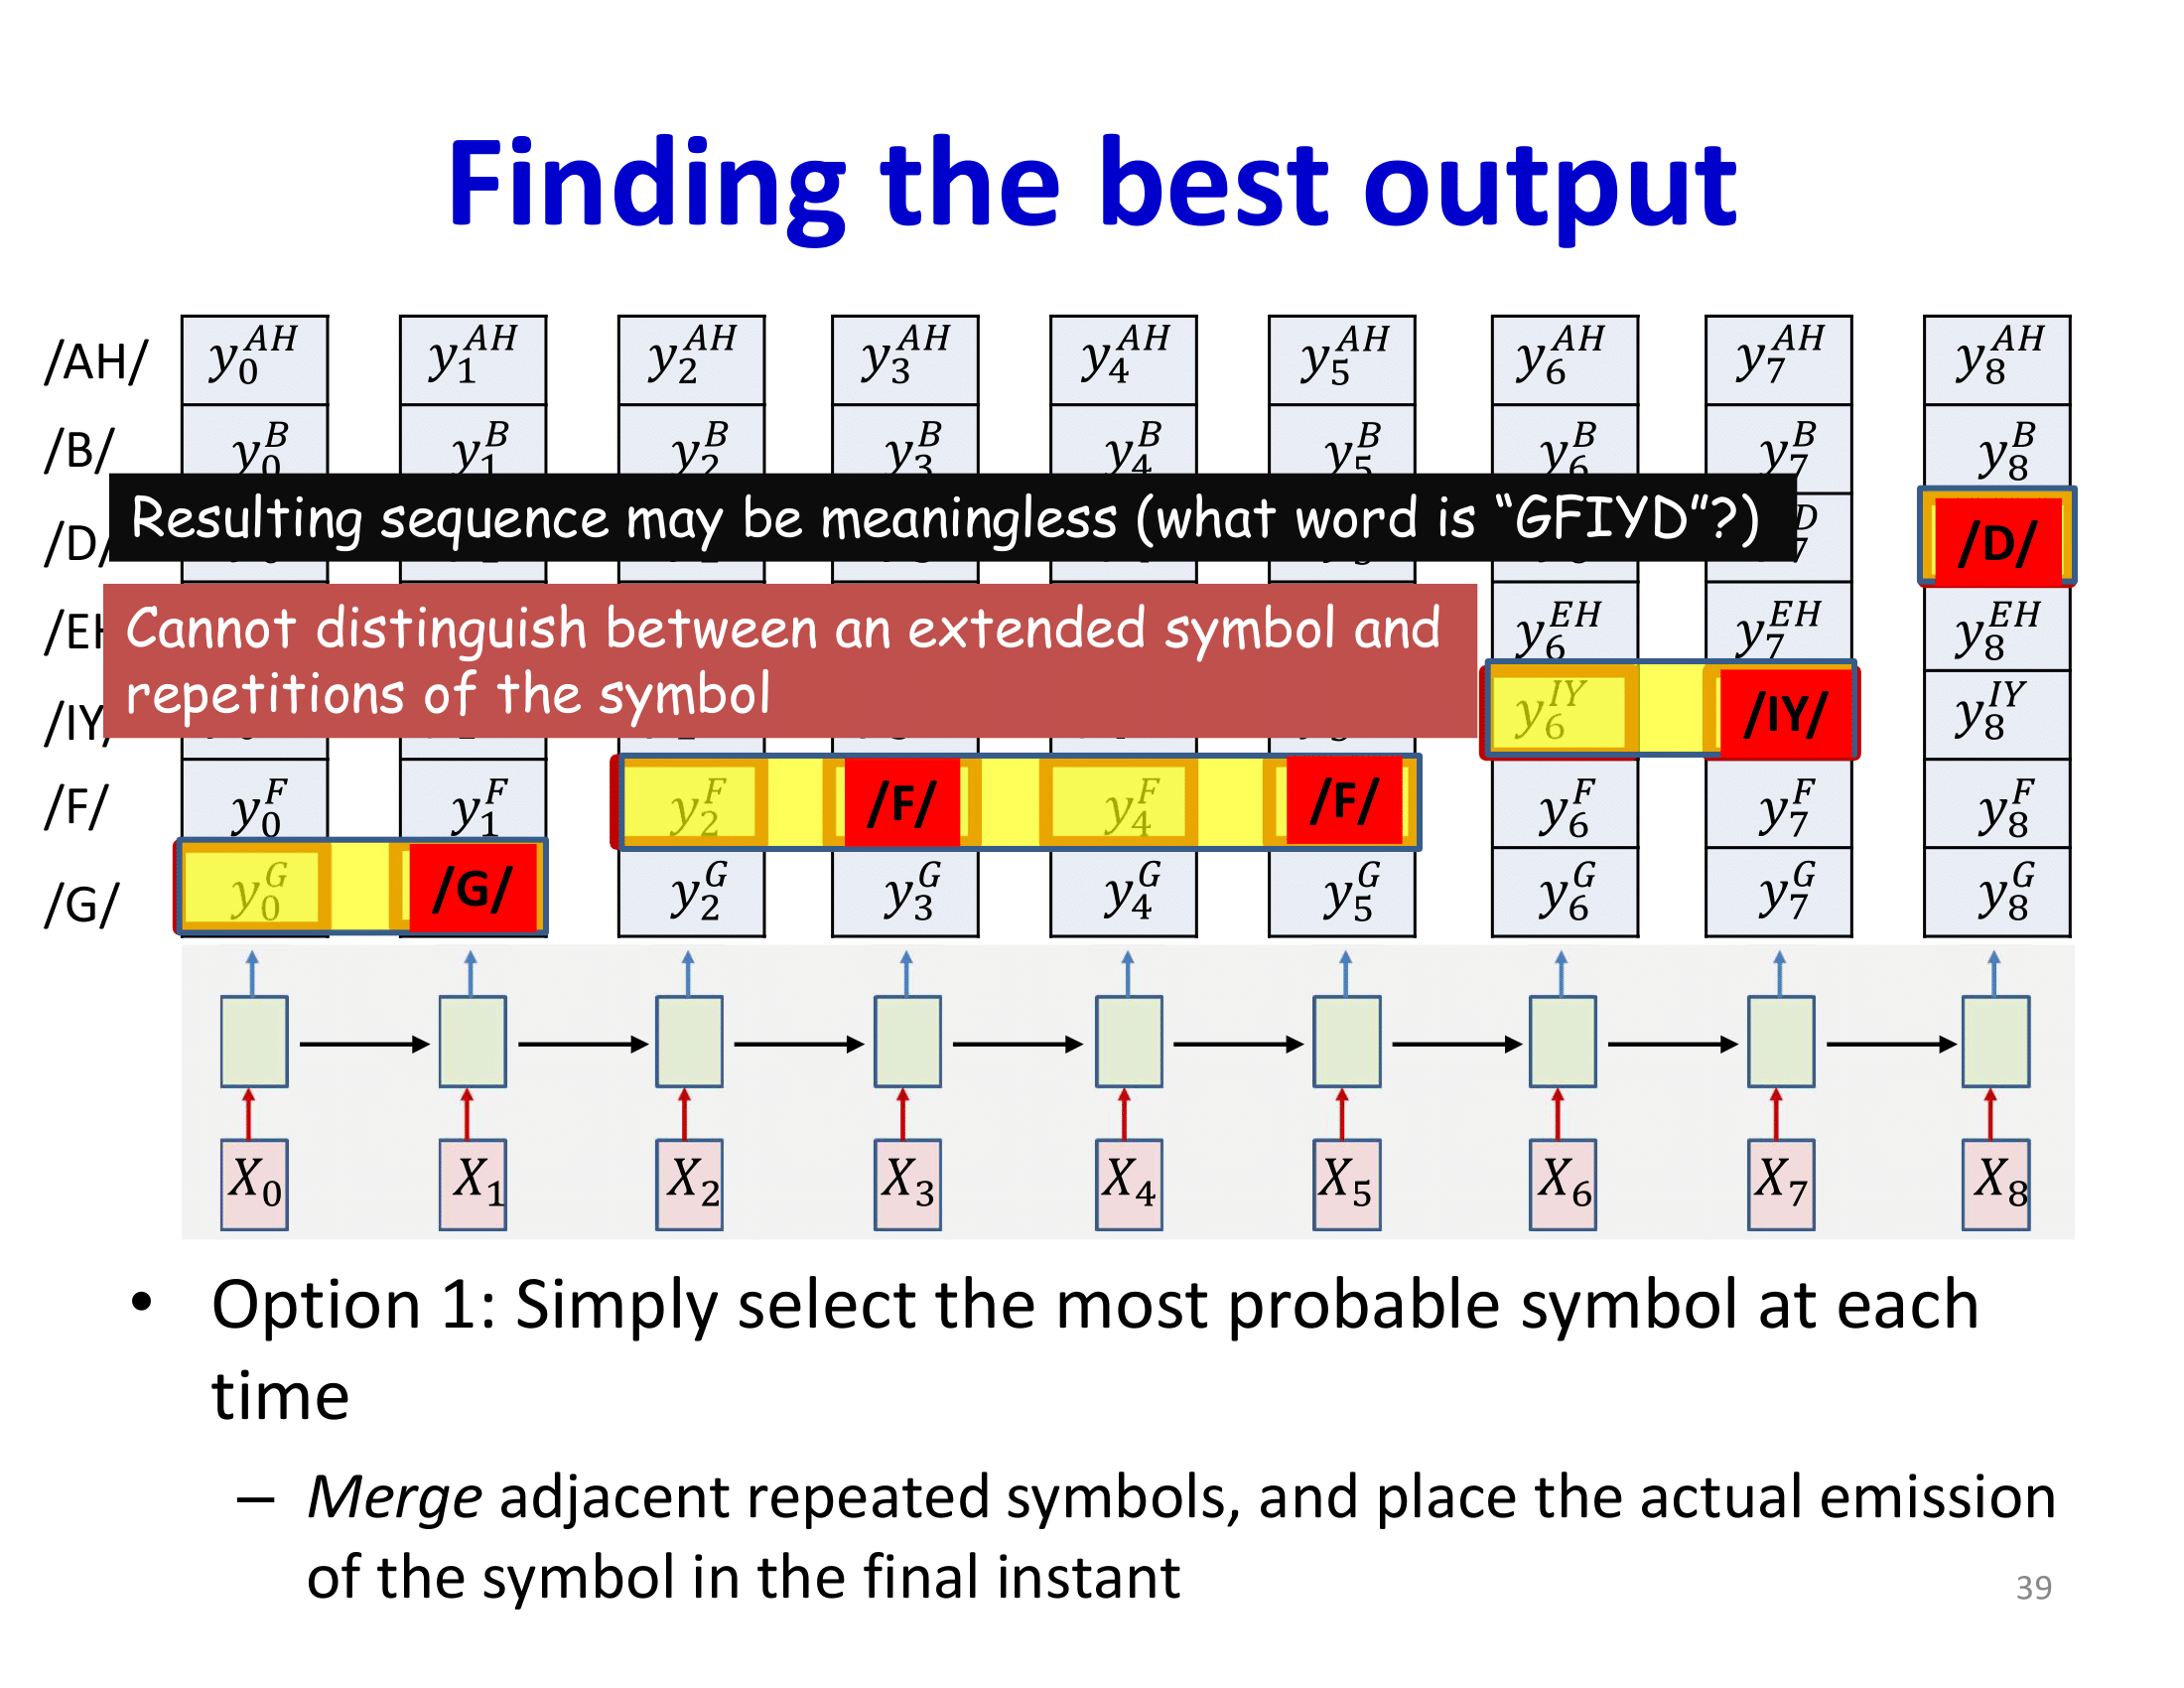 Finding the best output
/AH/ y_0^{AH} y_1^{AH} y_2^{AH} y_3^{AH} y_4^{AH} y_5^{AH} y_6^{AH} y_7^{AH} y_8^{AH}
/B/ y_0^B y_1^B y_2^B y_3^B y_4^B y_5^B y_6^B y_7^B y_8^B
Resulting sequence may be meaningless (what word is “GFIYD”?)
/D /D/
/EH y_6^{EH} y_7^{EH} y_8^{EH}
Cannot distinguish between an extended symbol and
repetitions of the symbol
/IY/ y_6^{IY} /IY/ y_8^{IY}
/F/ y_0^F y_1^F y_2^F /F/ y_4^F /F/ y_6^F y_7^F y_8^F
/G/ y_0^G /G/ y_2^G y_3^G y_4^G y_5^G y_6^G y_7^G y_8^G
X_0 X_1 X_2 X_3 X_4 X_5 X_6 X_7 X_8
• Option 1: Simply select the most probable symbol at each
time
– Merge adjacent repeated symbols, and place the actual emission
of the symbol in the final instant
39